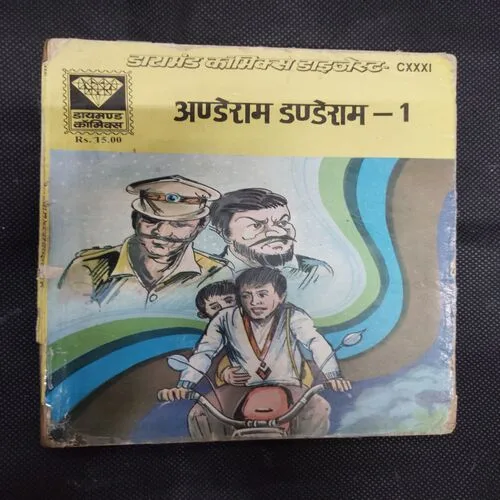 डायमंड कॉमिक्स डाइजेस्ट- CXXXI
डायमण्ड
कॉमिक्स
Rs. 15.00
अण्डेराम डण्डेराम – 1